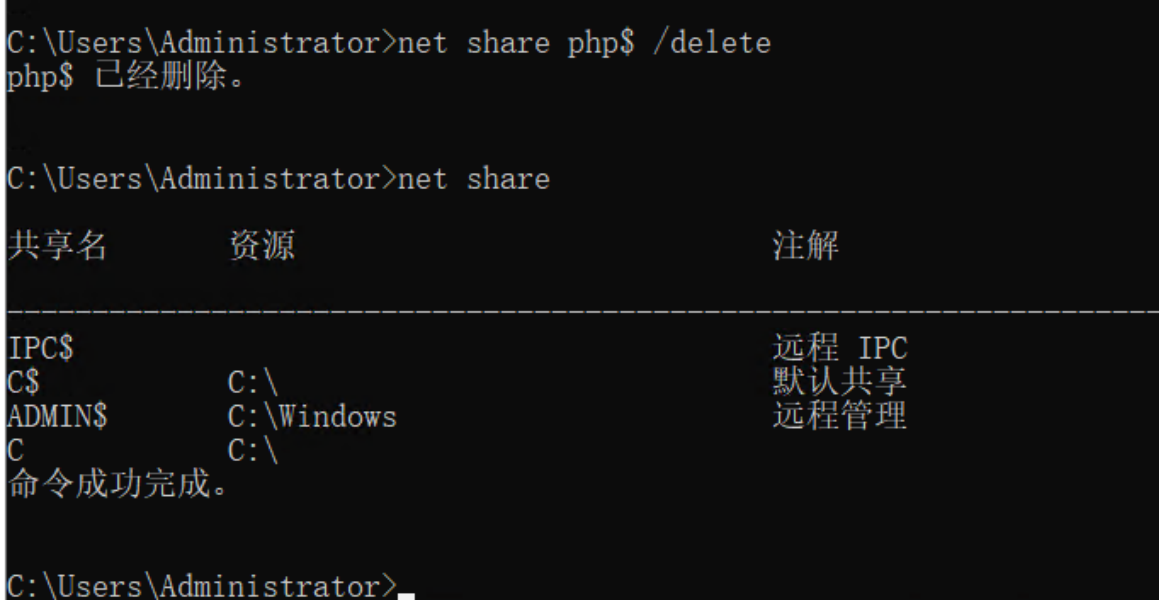 C:\Users\Administrator>net share php$ /delete
php$ 已经删除。
C:\Users\Administrator>net share
共享名 资源 注解
-------------------------------------------------------------------------------
IPC$ 远程 IPC
C$ C:\ 默认共享
ADMIN$ C:\Windows 远程管理
C C:\
命令成功完成。
C:\Users\Administrator>